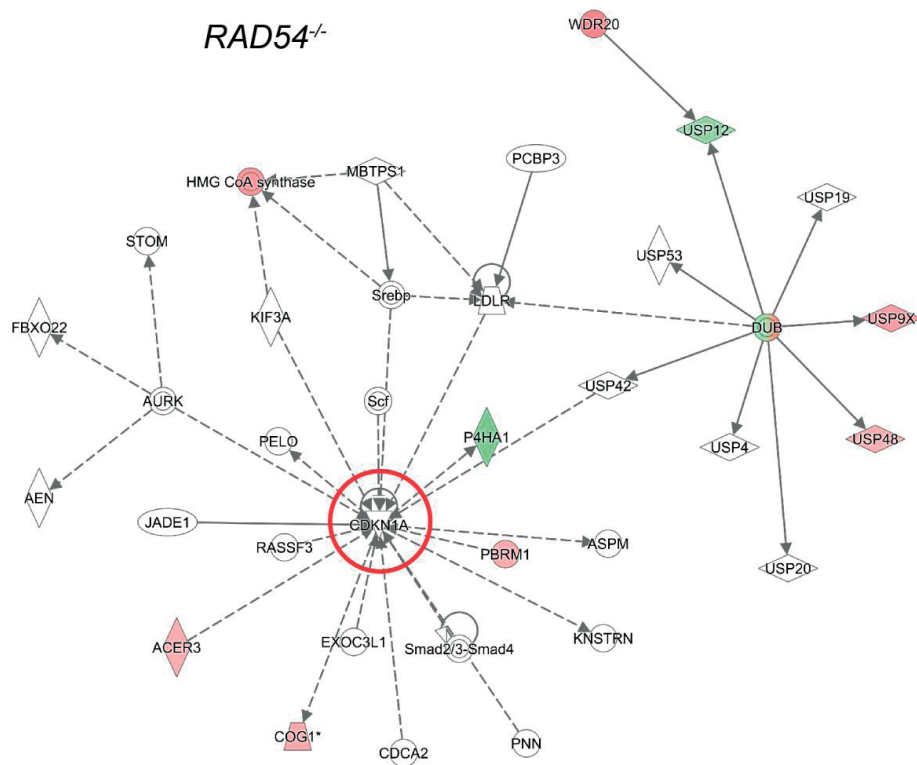 RAD54-/-
WDR20
USP12
PCBP3
MBTPS1
HMG CoA synthase
USP19
STOM
USP53
Srebp
LDLR
KIF3A
FBXO22
DUB
USP9X
USP42
AURK
Scf
PELO
P4HA1
USP4
USP48
AEN
JADE1
CDKN1A
RASSF3
PBRM1
ASPM
USP20
ACER3
EXOC3L1
Smad2/3-Smad4
KNSTRN
COG1*
CDCA2
PNN